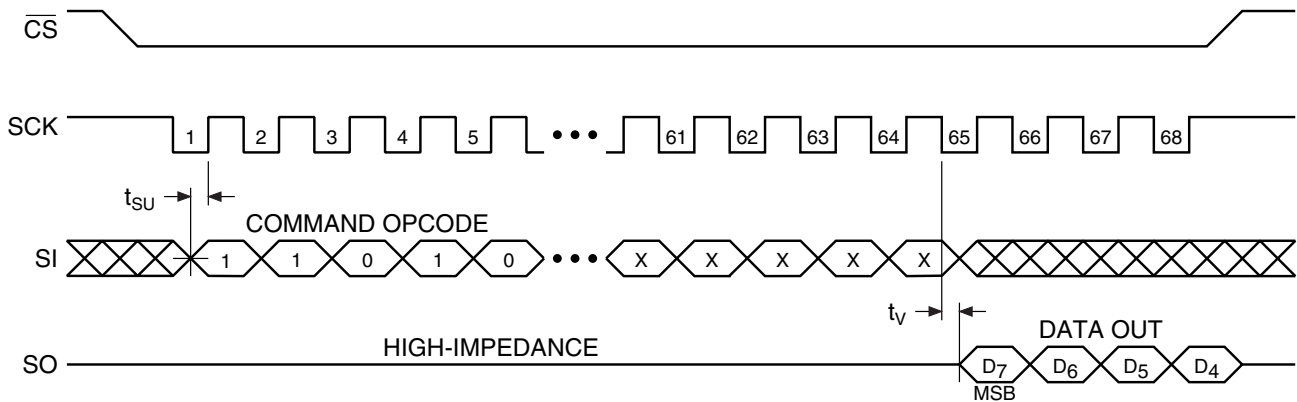 CS
SCK 1 2 3 4 5 ••• 61 62 63 64 65 66 67 68
tSU
COMMAND OPCODE
SI 1 1 0 1 0 ••• X X X X X
tV
DATA OUT
HIGH-IMPEDANCE
SO D7 D6 D5 D4
MSB